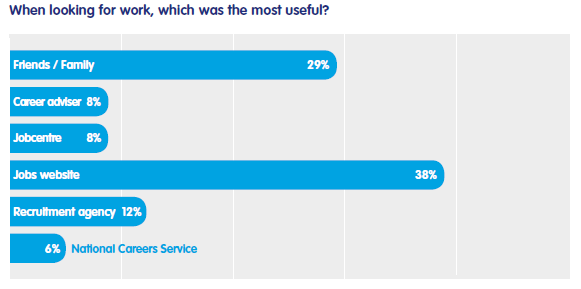 When looking for work, which was the most useful?
Friends / Family 29%
Career adviser 8%
Jobcentre 8%
Jobs website 38%
Recruitment agency 12%
6% National Careers Service